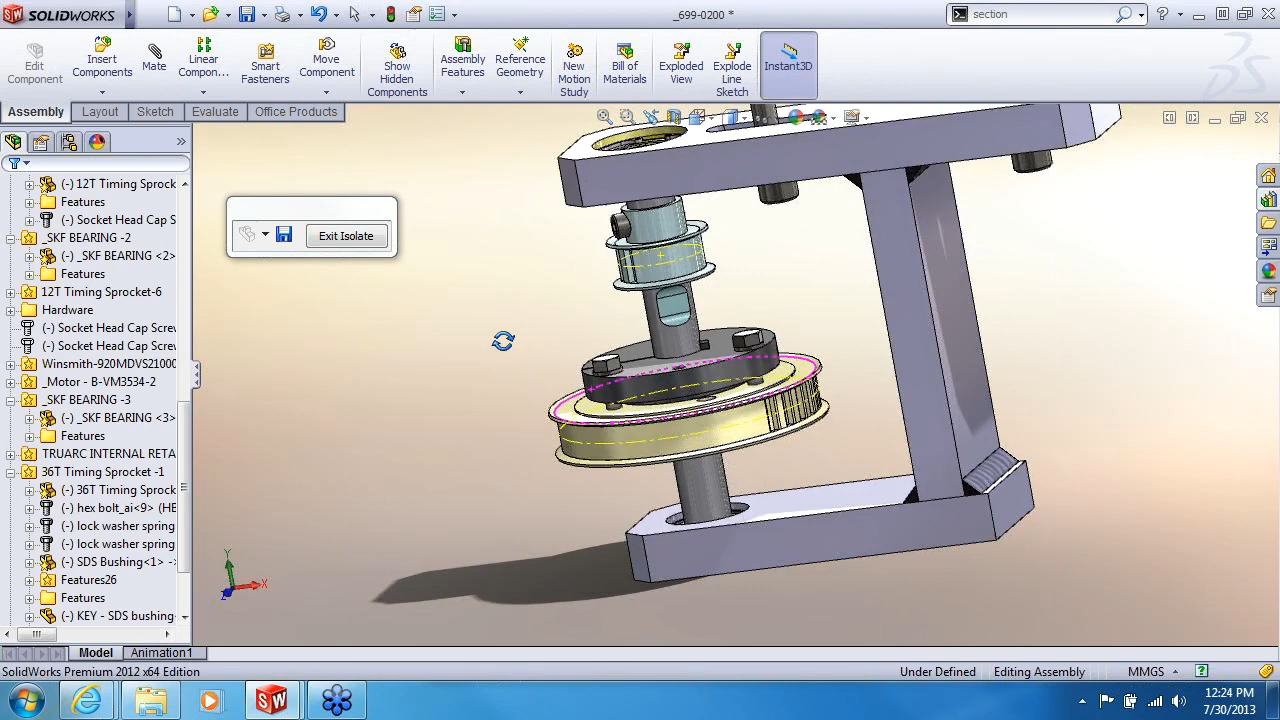 SOLIDWORKS
_699-0200 *
section
Edit Component
Insert Components
Mate
Linear Compon...
Smart Fasteners
Move Component
Show Hidden Components
Assembly Features
Reference Geometry
New Motion Study
Bill of Materials
Exploded View
Explode Line Sketch
Instant3D
Assembly
Layout
Sketch
Evaluate
Office Products
(-) 12T Timing Sprock
Features
(-) Socket Head Cap S
_SKF BEARING -2
(-) _SKF BEARING <2>
Features
12T Timing Sprocket-6
Hardware
(-) Socket Head Cap Screw
(-) Socket Head Cap Screw
Winsmith-920MDVS21000
_Motor - B-VM3534-2
_SKF BEARING -3
(-) _SKF BEARING <3>
Features
TRUARC INTERNAL RETA
36T Timing Sprocket -1
(-) 36T Timing Sprock
(-) hex bolt_ai<9> (HE
(-) lock washer spring
(-) lock washer spring
(-) SDS Bushing<1> ->
Features26
Features
(-) KEY - SDS bushing
Exit Isolate
Y
X
Z
Model
Animation1
SolidWorks Premium 2012 x64 Edition
Under Defined
Editing Assembly
MMGS
12:24 PM
7/30/2013